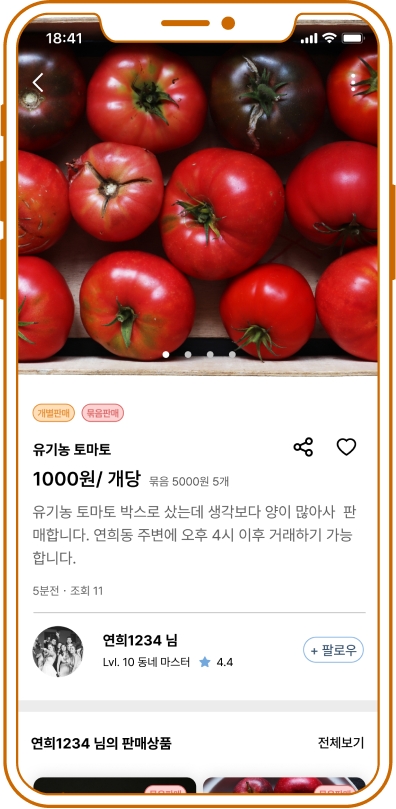 18:41
개별판매 묶음판매
유기농 토마토
1000원/ 개당 묶음 5000원 5개
유기농 토마토 박스로 샀는데 생각보다 양이 많아사 판
매합니다. 연희동 주변에 오후 4시 이후 거래하기 가능
합니다.
5분전 · 조회 11
연희1234 님
+ 팔로우
Lvl. 10 동네 마스터 ★ 4.4
연희1234 님의 판매상품 전체보기